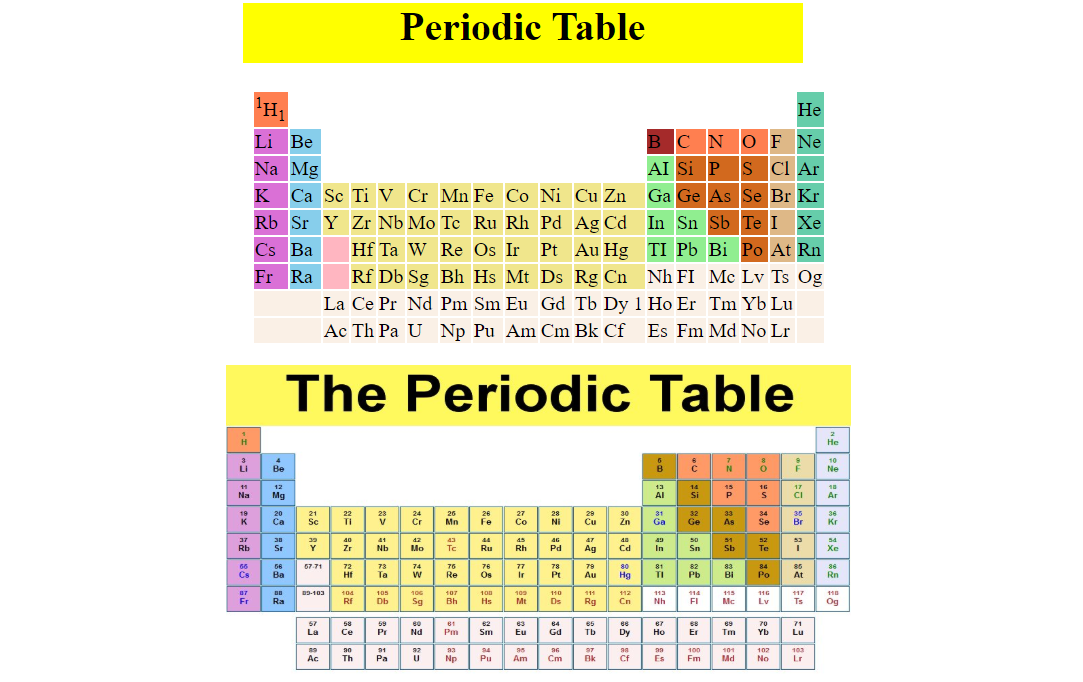 Periodic Table
¹H₁ He
Li Be B C N O F Ne
Na Mg AI Si P S Cl Ar
K Ca Sc Ti V Cr Mn Fe Co Ni Cu Zn Ga Ge As Se Br Kr
Rb Sr Y Zr Nb Mo Tc Ru Rh Pd Ag Cd In Sn Sb Te I Xe
Cs Ba Hf Ta W Re Os Ir Pt Au Hg TI Pb Bi Po At Rn
Fr Ra Rf Db Sg Bh Hs Mt Ds Rg Cn Nh FI Mc Lv Ts Og
La Ce Pr Nd Pm Sm Eu Gd Tb Dy 1 Ho Er Tm Yb Lu
Ac Th Pa U Np Pu Am Cm Bk Cf Es Fm Md No Lr
The Periodic Table
1 2
H He
3 4 5 6 7 8 9 10
Li Be B C N O F Ne
11 12 13 14 15 16 17 18
Na Mg Al Si P S Cl Ar
19 20 21 22 23 24 25 26 27 28 29 30 31 32 33 34 35 36
K Ca Sc Ti V Cr Mn Fe Co Ni Cu Zn Ga Ge As Se Br Kr
37 38 39 40 41 42 43 44 45 46 47 48 49 50 51 52 53 54
Rb Sr Y Zr Nb Mo Tc Ru Rh Pd Ag Cd In Sn Sb Te I Xe
55 56 57-71 72 73 74 75 76 77 78 79 80 81 82 83 84 85 86
Cs Ba Hf Ta W Re Os Ir Pt Au Hg Tl Pb Bi Po At Rn
87 88 89-103 104 105 106 107 108 109 110 111 112 113 114 115 116 117 118
Fr Ra Rf Db Sg Bh Hs Mt Ds Rg Cn Nh Fl Mc Lv Ts Og
57 58 59 60 61 62 63 64 65 66 67 68 69 70 71
La Ce Pr Nd Pm Sm Eu Gd Tb Dy Ho Er Tm Yb Lu
89 90 91 92 93 94 95 96 97 98 99 100 101 102 103
Ac Th Pa U Np Pu Am Cm Bk Cf Es Fm Md No Lr